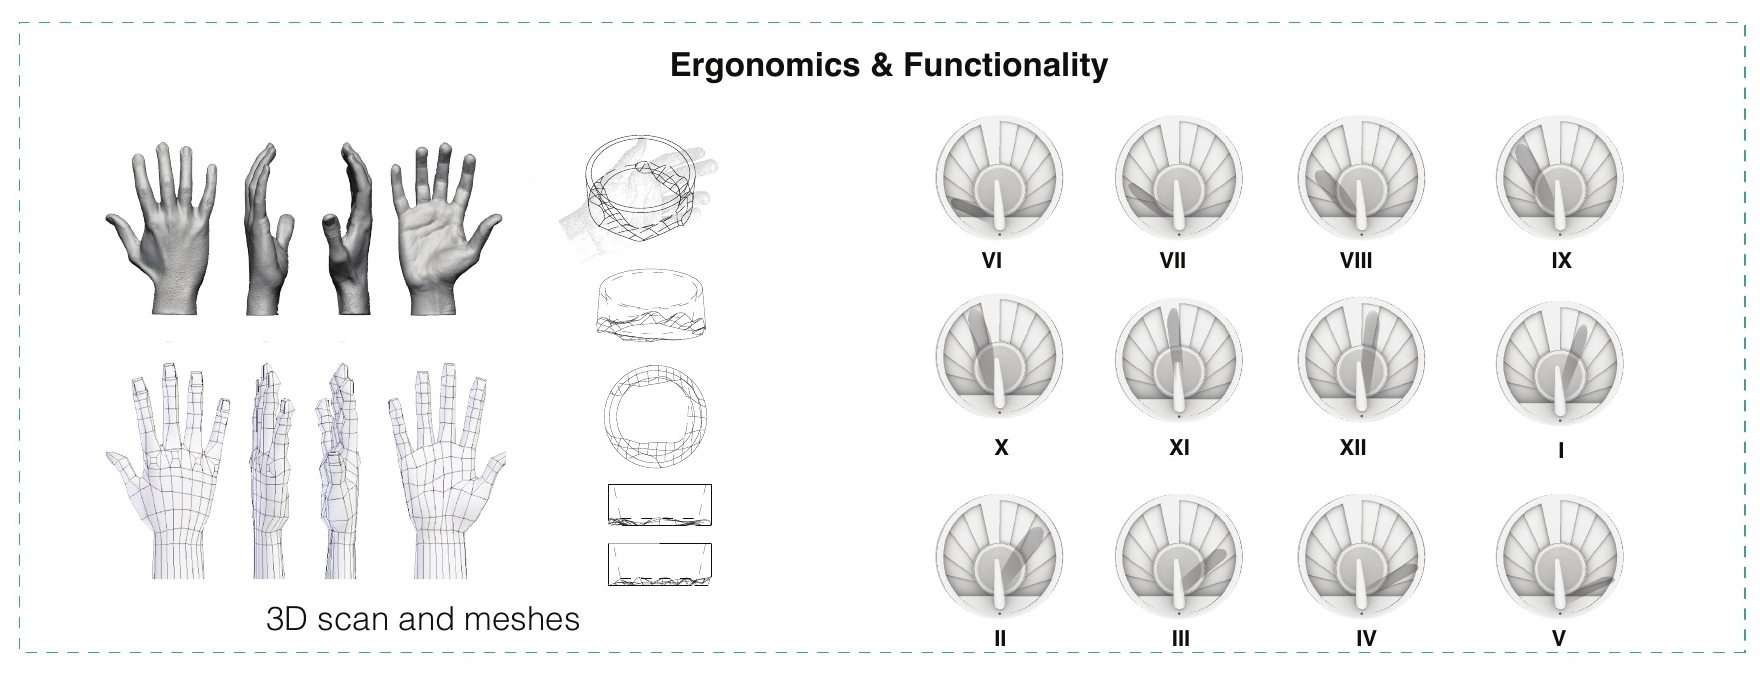 Ergonomics & Functionality
VI VII VIII IX
X XI XII I
II III IV V
3D scan and meshes